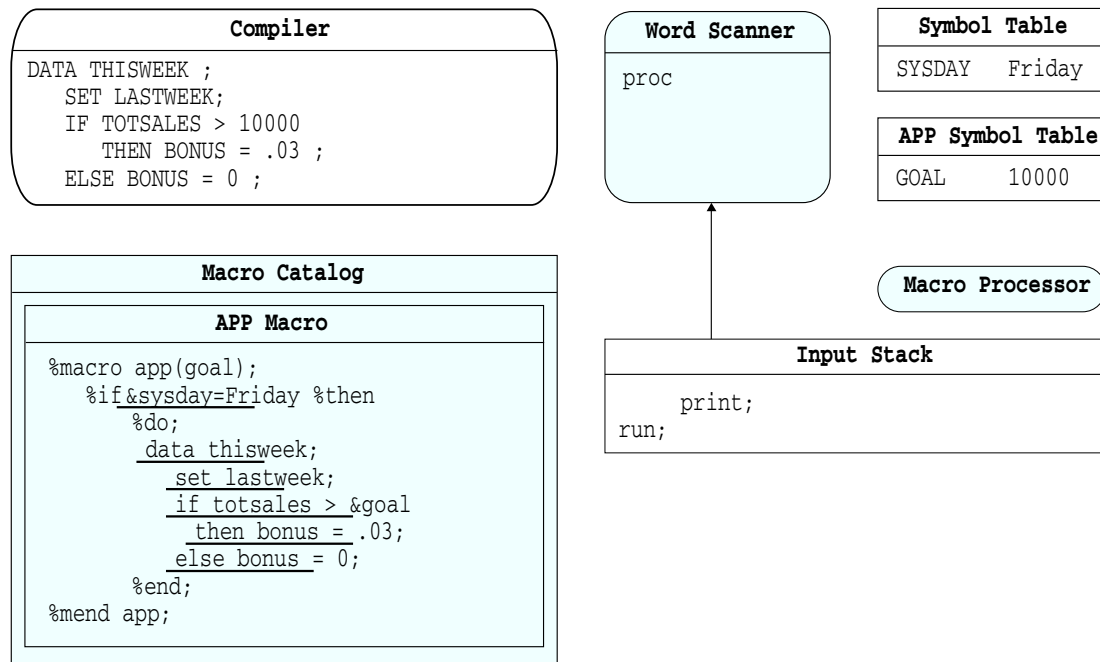 Compiler
DATA THISWEEK ;
SET LASTWEEK;
IF TOTSALES > 10000
THEN BONUS = .03 ;
ELSE BONUS = 0 ;
Word Scanner
proc
Symbol Table
SYSDAY Friday
APP Symbol Table
GOAL 10000
Macro Processor
Macro Catalog
APP Macro
%macro app(goal);
%if &sysday=Friday %then
%do;
data thisweek;
set lastweek;
if totsales > &goal
then bonus = .03;
else bonus = 0;
%end;
%mend app;
Input Stack
print;
run;